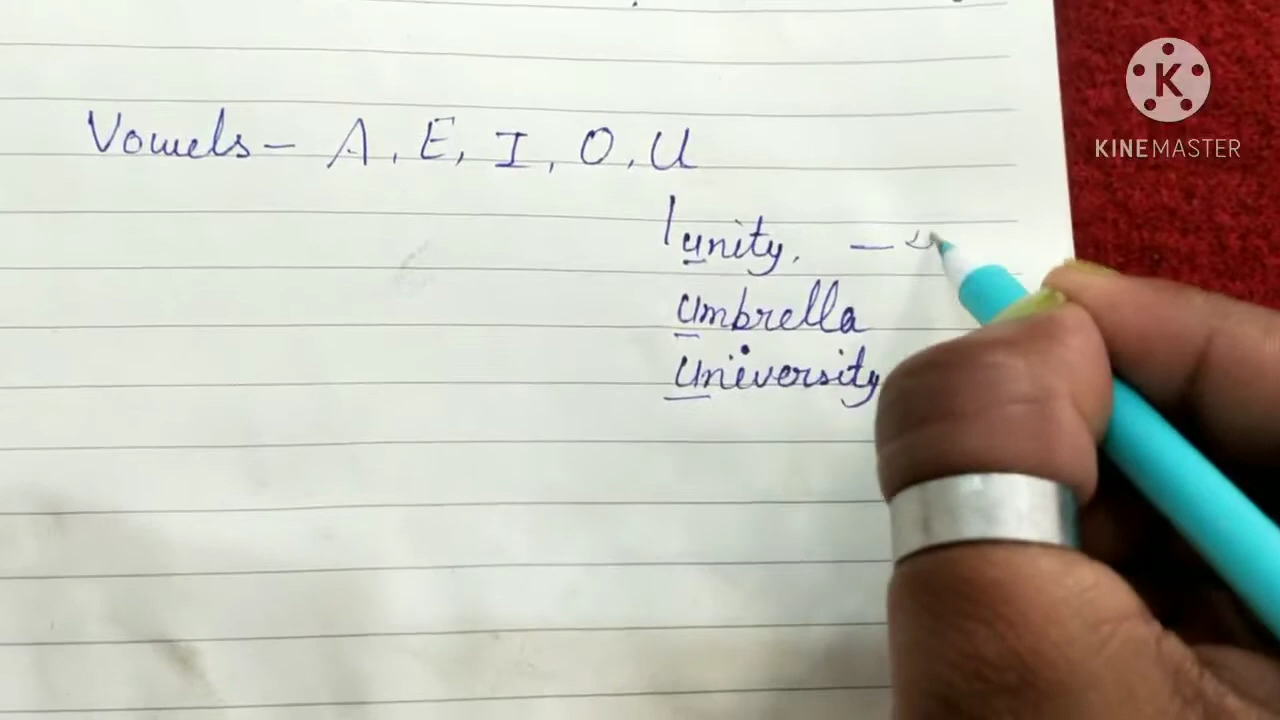 Vowels - A, E, I, O, U
unity. -
umbrella
University
KINEMASTER